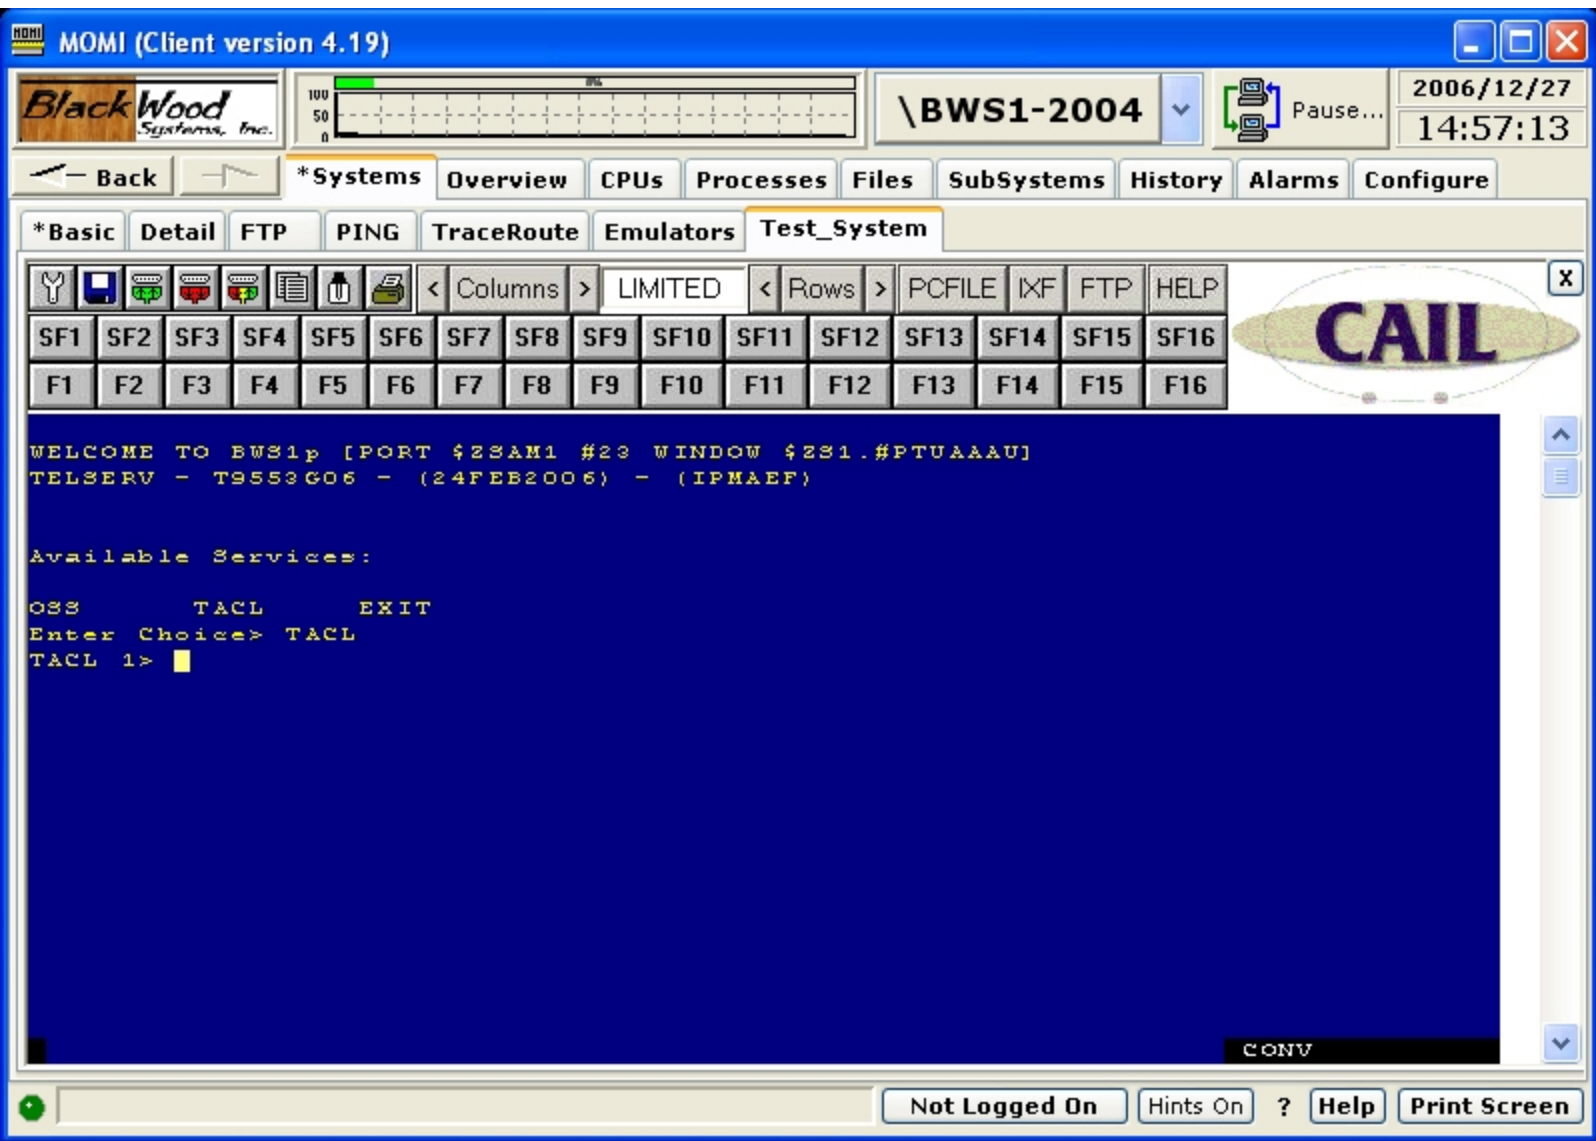 MOMI
MOMI (Client version 4.19)
BlackWood Systems, Inc.
0%
100
50
0
\BWS1-2004
Pause...
2006/12/27
14:57:13
Back
*Systems Overview CPUs Processes Files SubSystems History Alarms Configure
*Basic Detail FTP PING TraceRoute Emulators Test_System
< Columns > LIMITED < Rows > PCFILE IXF FTP HELP
X
SF1 SF2 SF3 SF4 SF5 SF6 SF7 SF8 SF9 SF10 SF11 SF12 SF13 SF14 SF15 SF16
F1 F2 F3 F4 F5 F6 F7 F8 F9 F10 F11 F12 F13 F14 F15 F16
CAIL
WELCOME TO BWS1p [PORT $ZSAM1 #23 WINDOW $ZS1.#PTUAAAU]
TELSERV - T9553G06 - (24FEB2006) - (IPMAEF)
Available Services:
OSS TACL EXIT
Enter Choice> TACL
TACL 1>
CONV
Not Logged On Hints On ? Help Print Screen